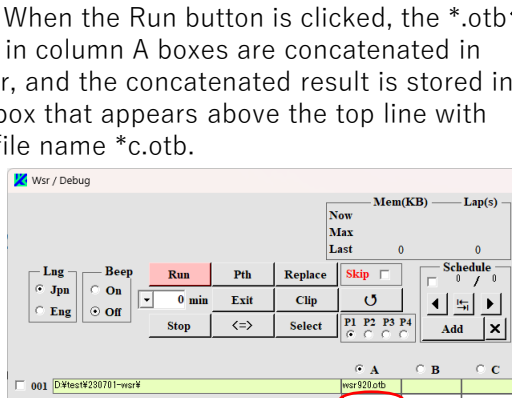 When the Run button is clicked, the *.otb
in column A boxes are concatenated in
r, and the concatenated result is stored in
box that appears above the top line with
file name *c.otb.
Wsr / Debug
Mem(KB) Lap(s)
Now
Max
Last 0 0
Lng Beep Run Pth Replace Skip Schedule
0 / 0
Jpn On 0 min Exit Clip
Eng Off Stop <=> Select P1 P2 P3 P4 Add X
A B C
001 D:¥test¥230701-wsr¥ wsr920.otb